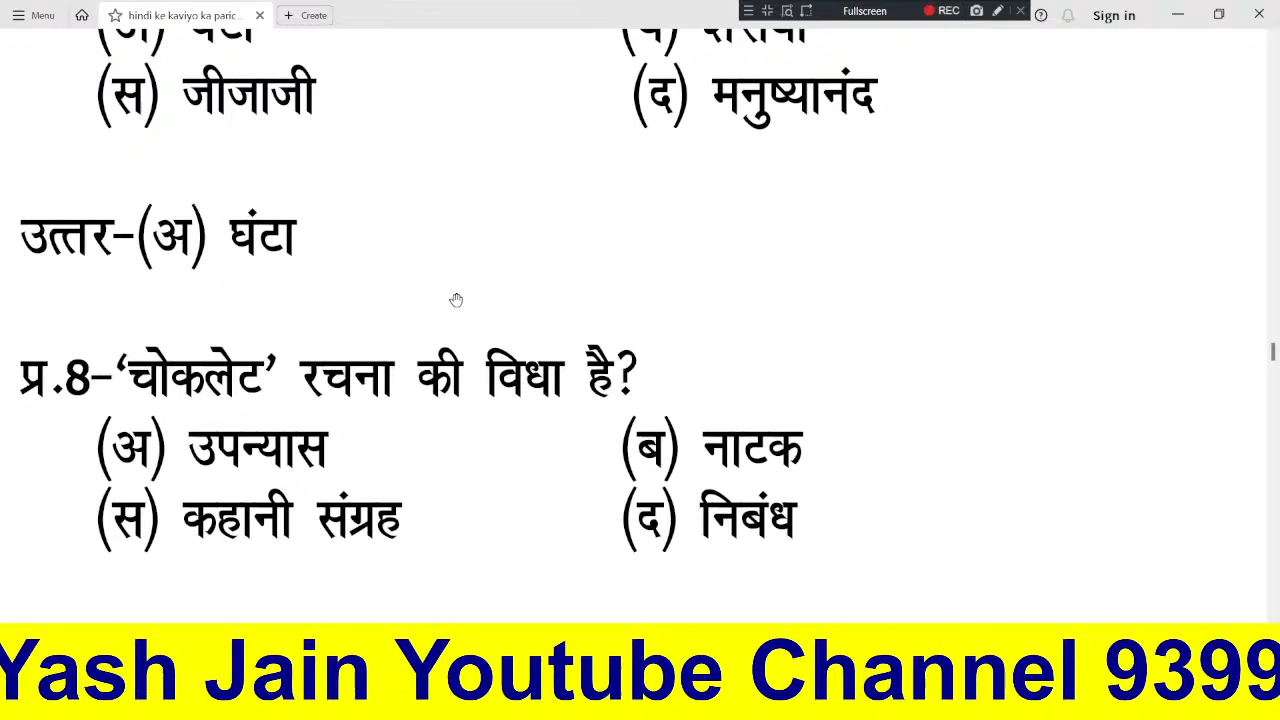 Menu
hindi ke kaviyo ka paric...
Create
Fullscreen
REC
Sign in
(अ) घंटा
(स) जीजाजी (द) मनुष्यानंद
उत्तर-(अ) घंटा
प्र.8-‘चोकलेट’ रचना की विधा है?
(अ) उपन्यास (ब) नाटक
(स) कहानी संग्रह (द) निबंध
Yash Jain Youtube Channel 9399